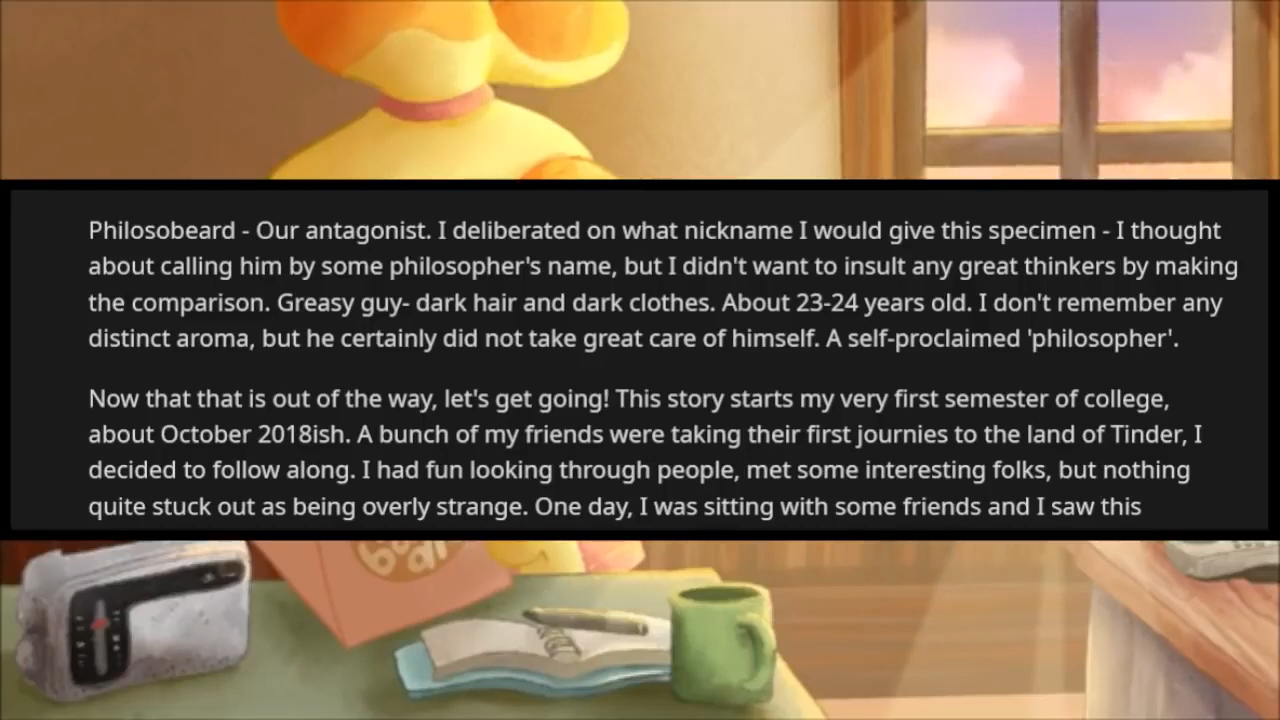 Philosobeard - Our antagonist. I deliberated on what nickname I would give this specimen - I thought
about calling him by some philosopher's name, but I didn't want to insult any great thinkers by making
the comparison. Greasy guy- dark hair and dark clothes. About 23-24 years old. I don't remember any
distinct aroma, but he certainly did not take great care of himself. A self-proclaimed 'philosopher'.
Now that that is out of the way, let's get going! This story starts my very first semester of college,
about October 2018ish. A bunch of my friends were taking their first journies to the land of Tinder, I
decided to follow along. I had fun looking through people, met some interesting folks, but nothing
quite stuck out as being overly strange. One day, I was sitting with some friends and I saw this